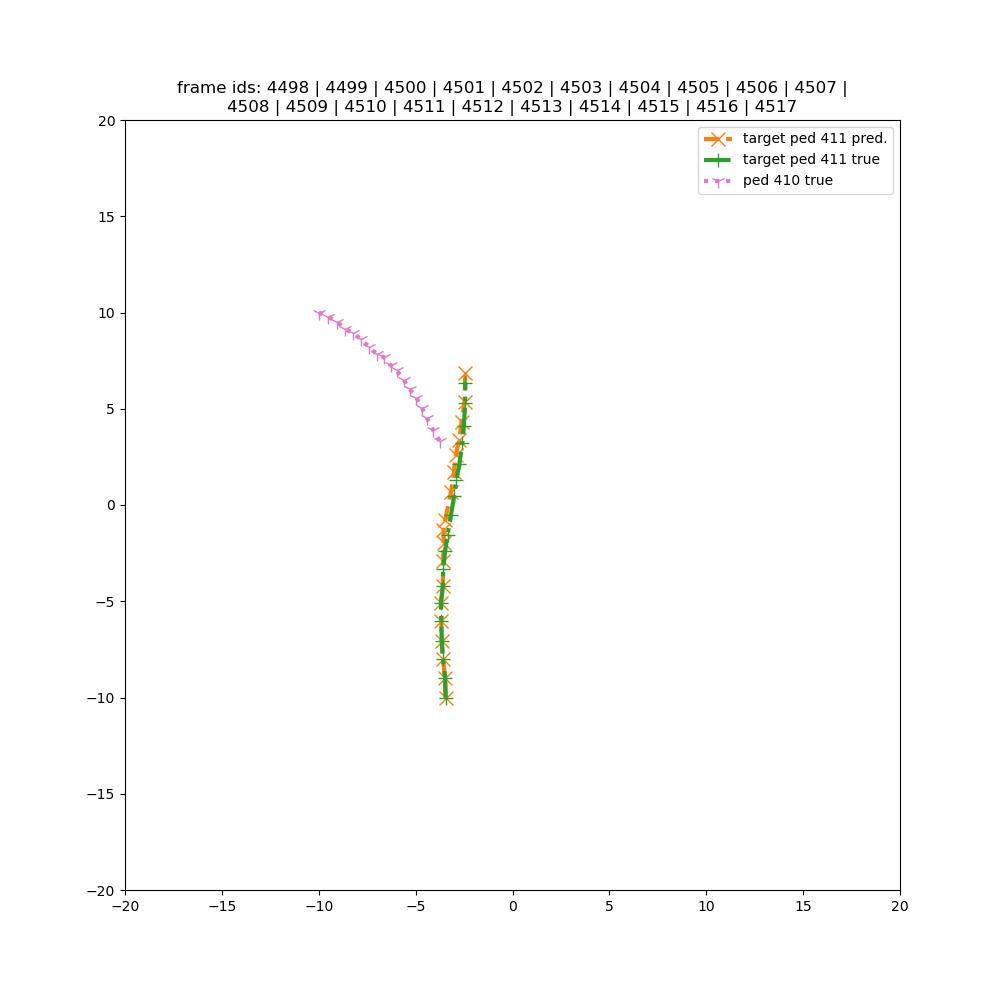 frame ids: 4498 | 4499 | 4500 | 4501 | 4502 | 4503 | 4504 | 4505 | 4506 | 4507 |
4508 | 4509 | 4510 | 4511 | 4512 | 4513 | 4514 | 4515 | 4516 | 4517
target ped 411 pred.
target ped 411 true
ped 410 true
20
15
10
5
0
−5
−10
−15
−20
−20 −15 −10 −5 0 5 10 15 20